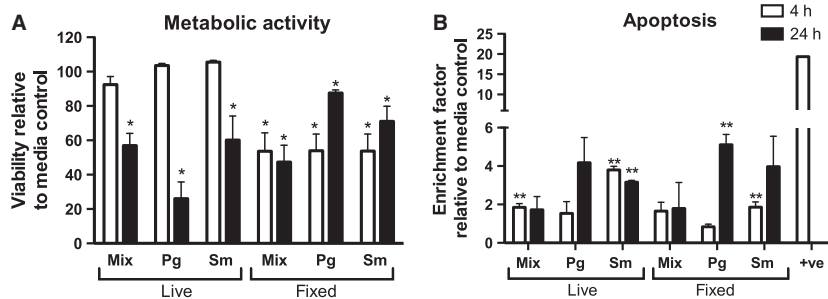 A
Metabolic activity
Viability relative
to media control
120
100
80
60
40
20
0
* * * * * * * * *
Mix Pg Sm Mix Pg Sm
Live Fixed
B
Apoptosis
4 h
24 h
Enrichment factor
relative to media control
25
20
15
10
6
4
2
0
** ** ** ** **
Mix Pg Sm Mix Pg Sm +ve
Live Fixed